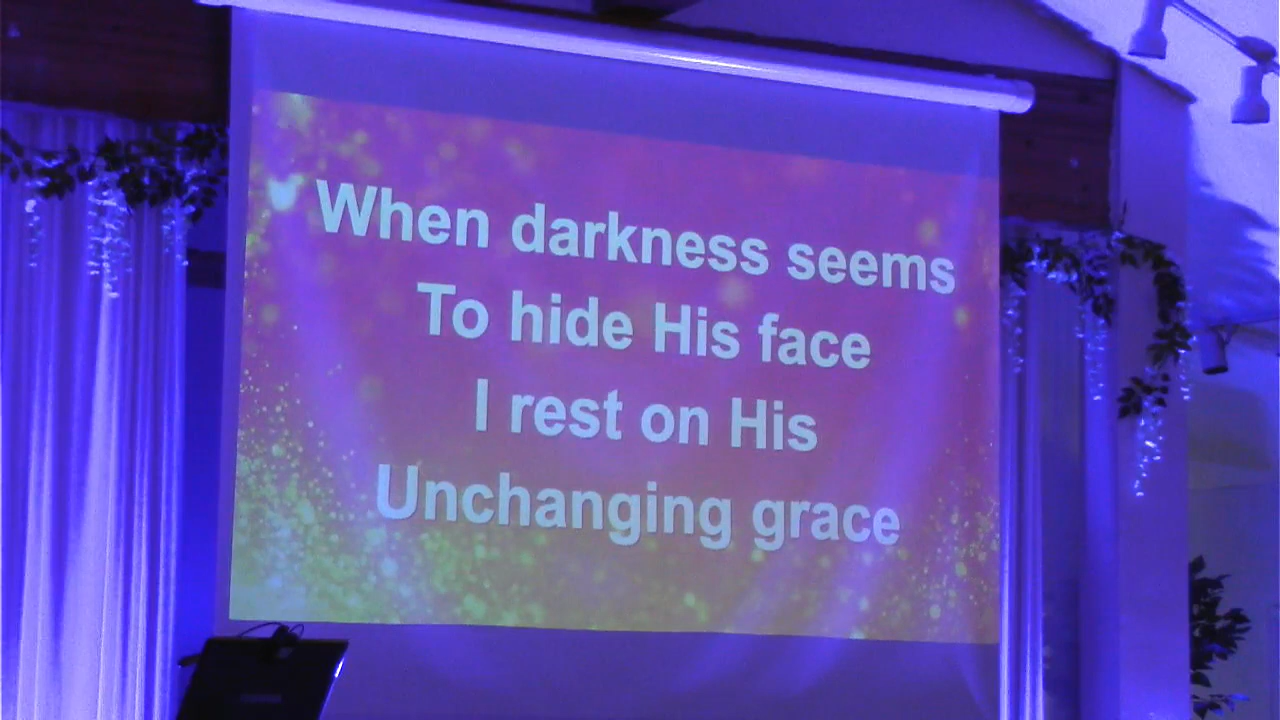 When darkness seems
To hide His face
I rest on His
Unchanging grace